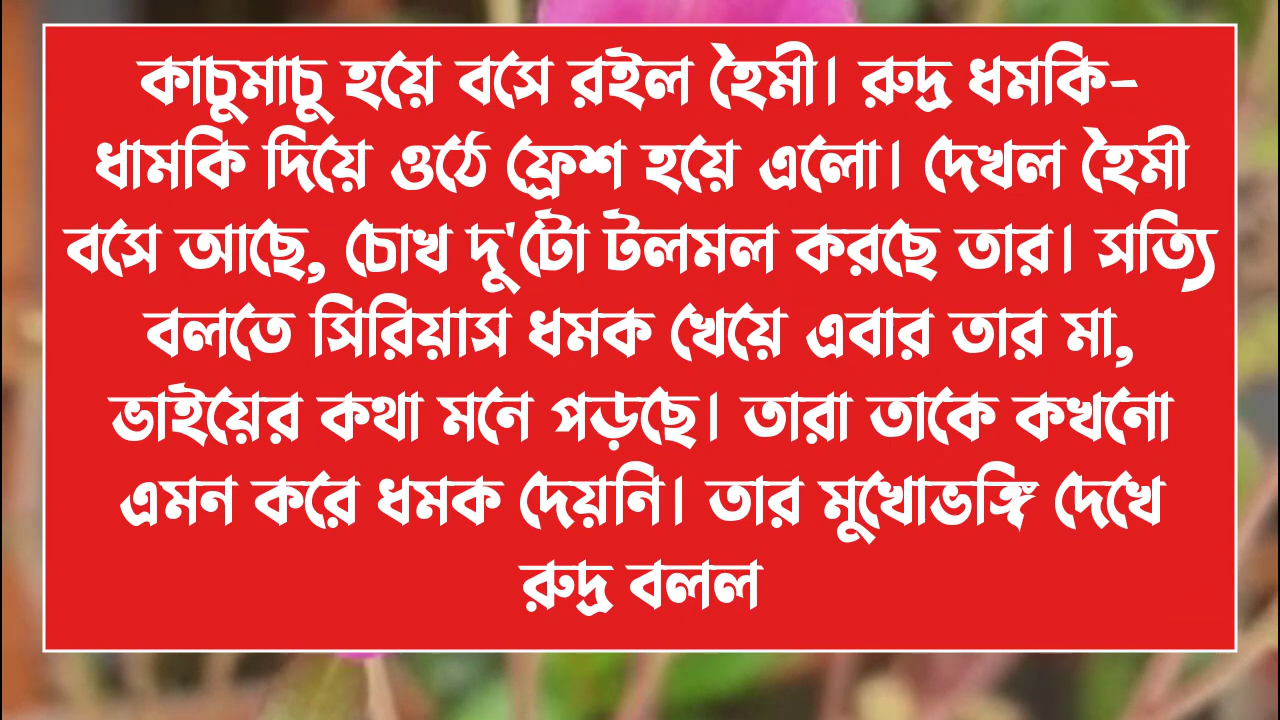 কাচুমাচু হয়ে বসে রইল হৈমী। রুদ্র ধমকি-
ধামকি দিয়ে ওঠে ফ্রেশ হয়ে এলো। দেখল হৈমী
বসে আছে, চোখ দু'টো টলমল করছে তার। সত্যি
বলতে সিরিয়াস ধমক খেয়ে এবার তার মা,
ভাইয়ের কথা মনে পড়ছে। তারা তাকে কখনো
এমন করে ধমক দেয়নি। তার মুখোভঙ্গি দেখে
রুদ্র বলল